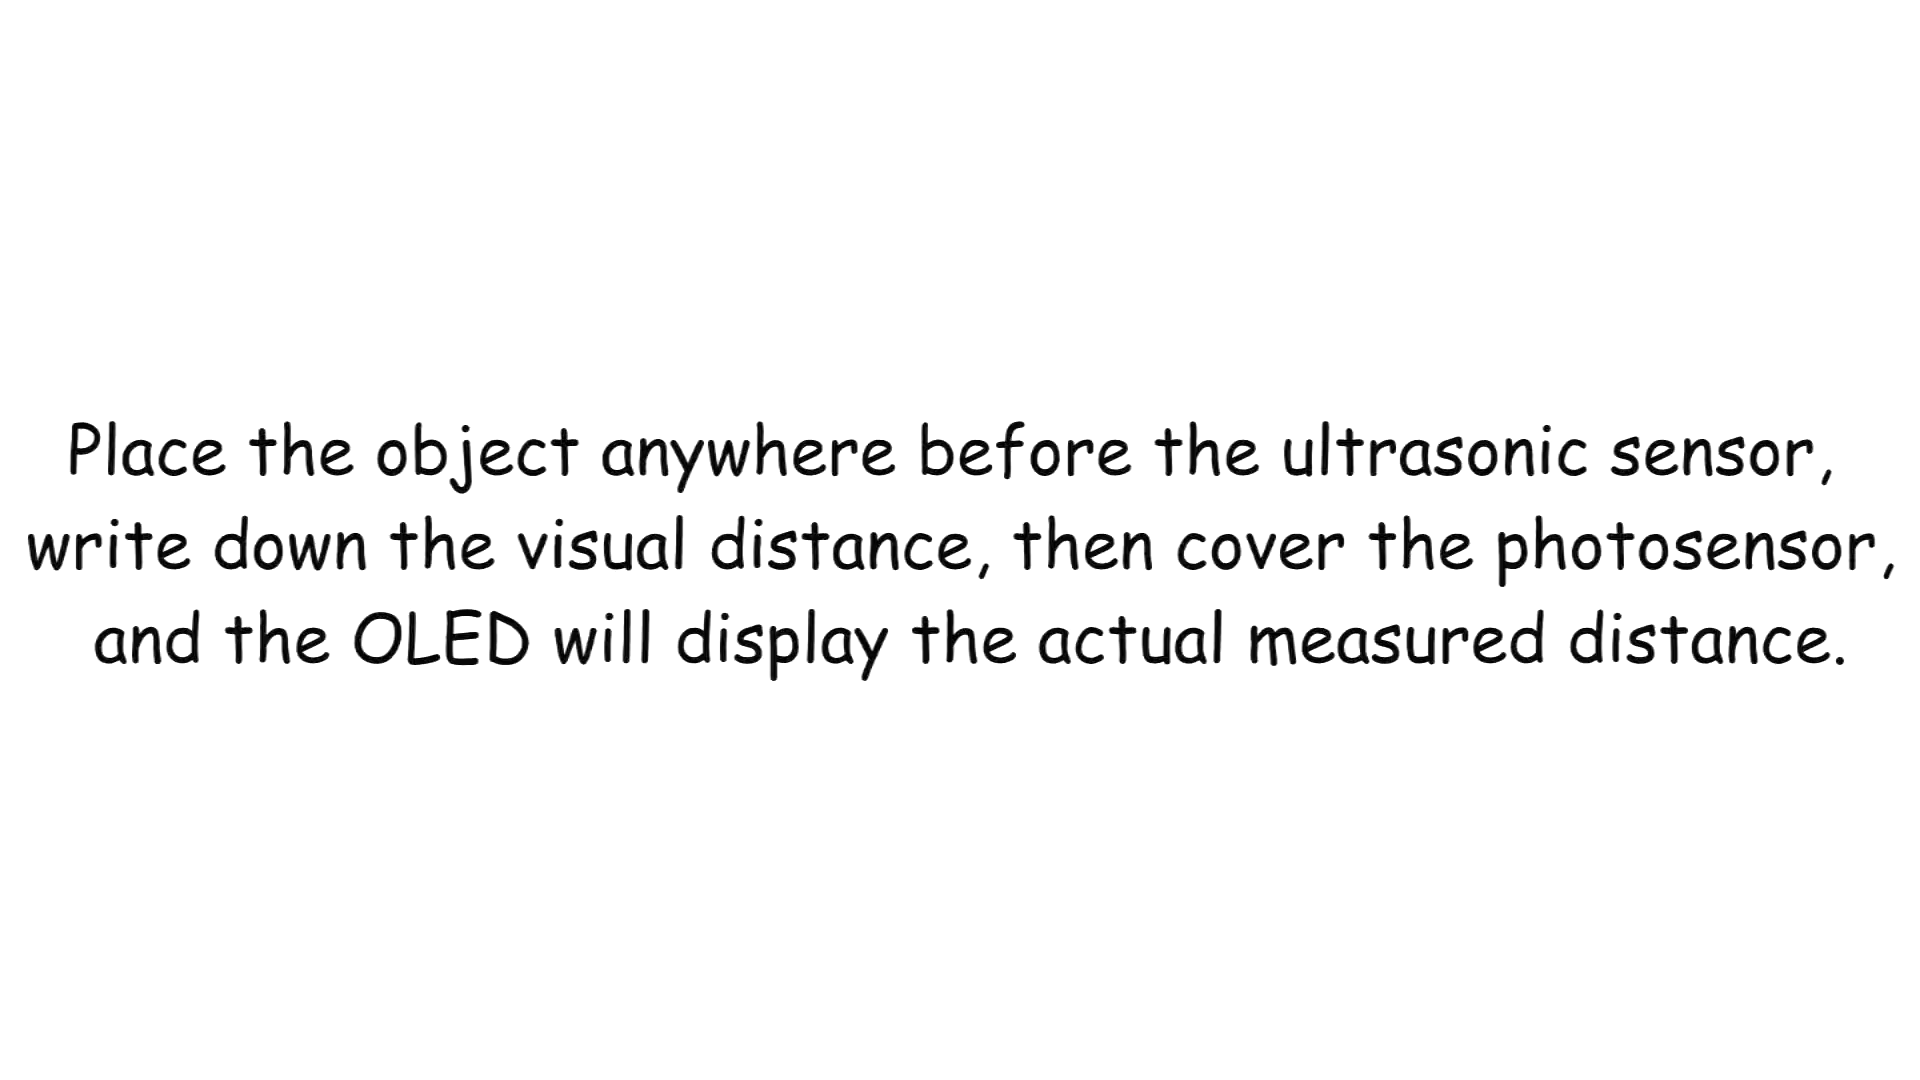 Place the object anywhere before the ultrasonic sensor,
write down the visual distance, then cover the photosensor,
and the OLED will display the actual measured distance.